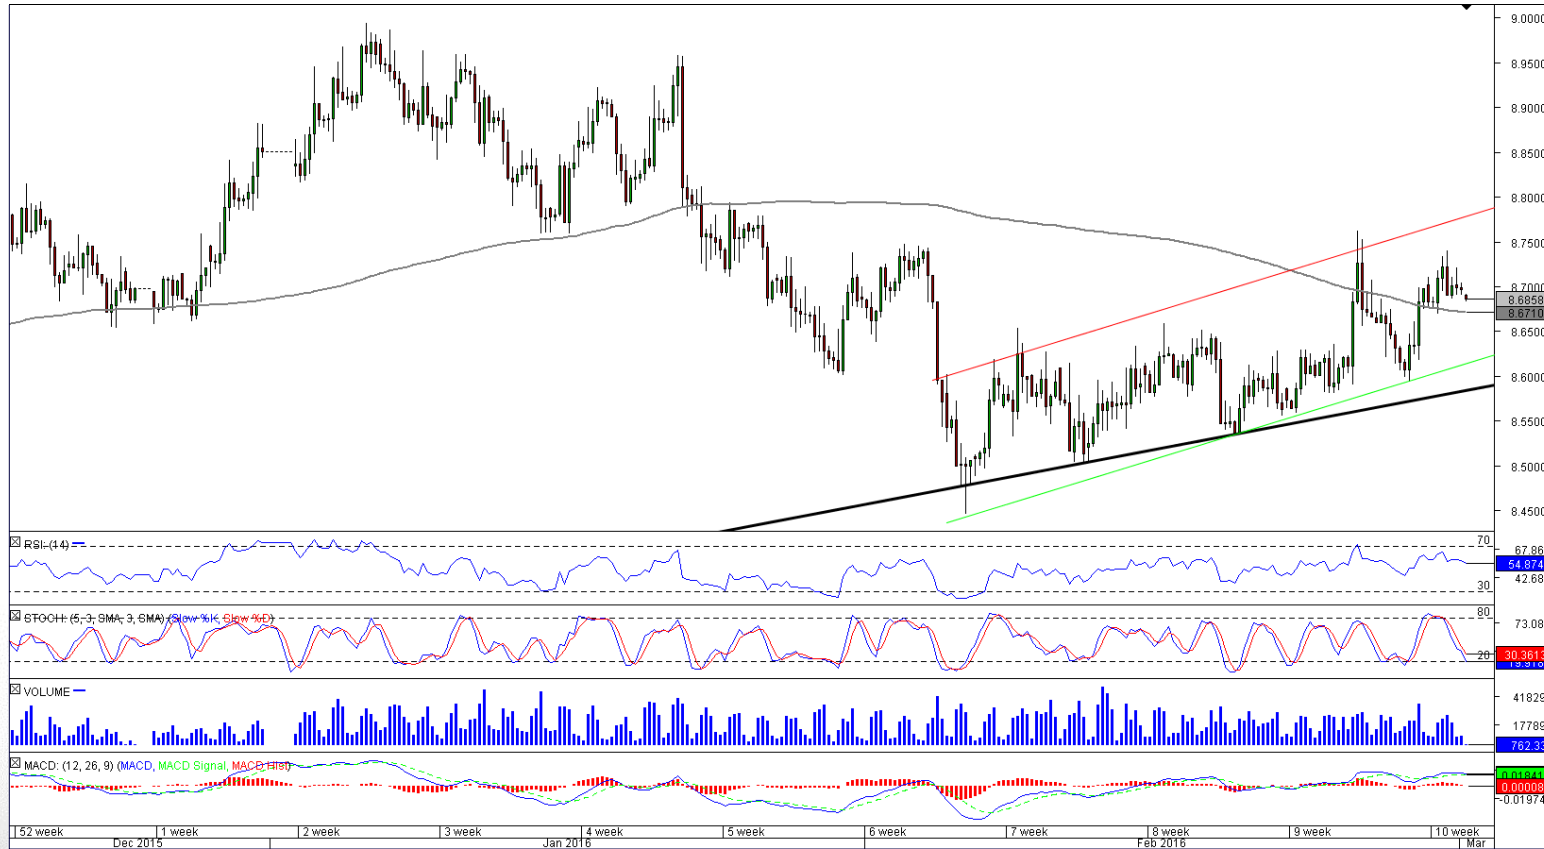 9.0000
8.9500
8.9000
8.8500
8.8000
8.7500
8.7000
8.6858
8.6710
8.6500
8.6000
8.5500
8.5000
8.4500
RSI: (14)
70
67.86
54.874
42.68
30
STOCH: (5, 3, SMA, 3, SMA) (Slow %K, Slow %D)
80
73.08
20
30.3613
VOLUME
41829
17789
762.33
MACD: (12, 26, 9) (MACD, MACD Signal, MACD Hist)
0.01841
0.00008
-0.01974
52 week
1 week
2 week
3 week
4 week
5 week
6 week
7 week
8 week
9 week
10 week
Dec 2015
Jan 2016
Feb 2016
Mar